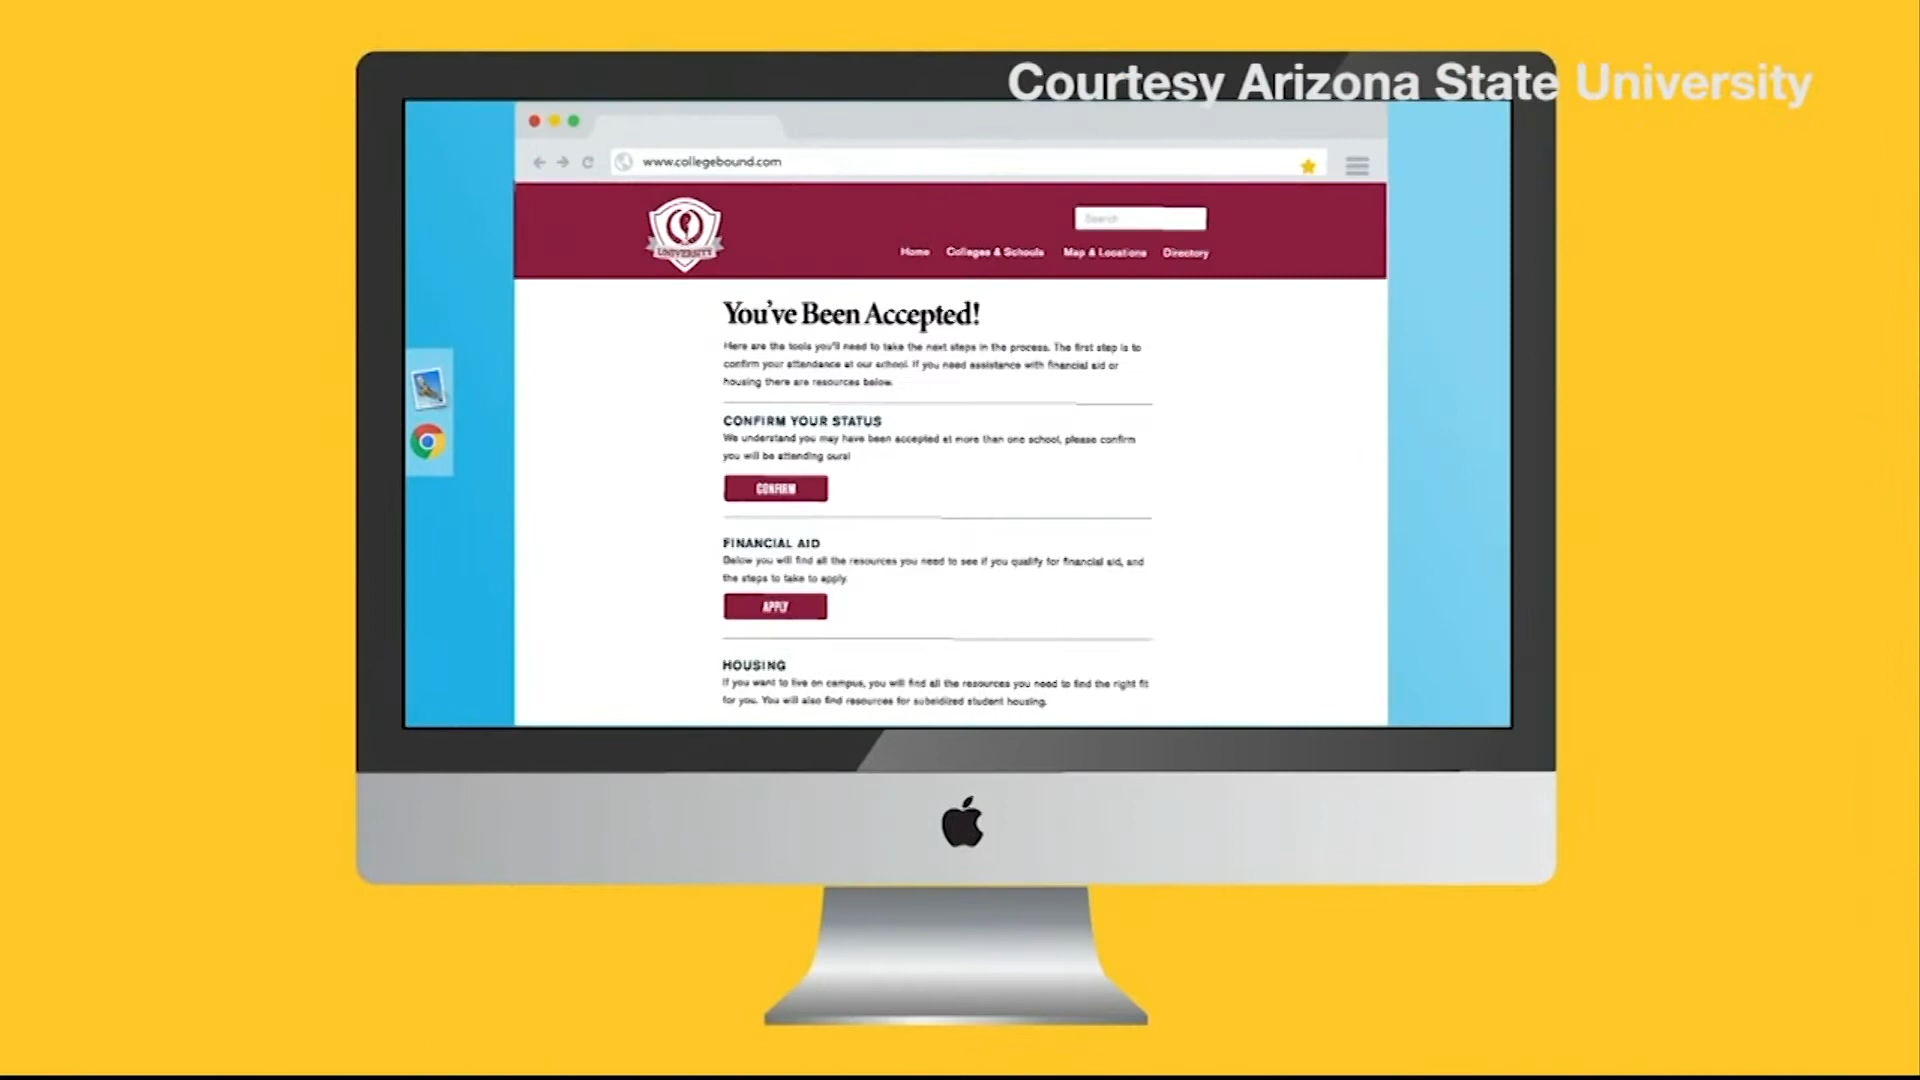 Courtesy Arizona State University
www.collegebound.com
UNIVERSITY
Search
Home Colleges & Schools Map & Locations Directory
You've Been Accepted!
Here are the tools you'll need to take the next steps in the process. The first step is to
confirm your attendance at our school. If you need assistance with financial aid or
housing there are resources below.
CONFIRM YOUR STATUS
We understand you may have been accepted at more than one school, please confirm
you will be attending ours!
CONFIRM
FINANCIAL AID
Below you will find all the resources you need to see if you qualify for financial aid, and
the steps to take to apply.
APPLY
HOUSING
If you want to live on campus, you will find all the resources you need to find the right fit
for you. You will also find resources for subsidized student housing.